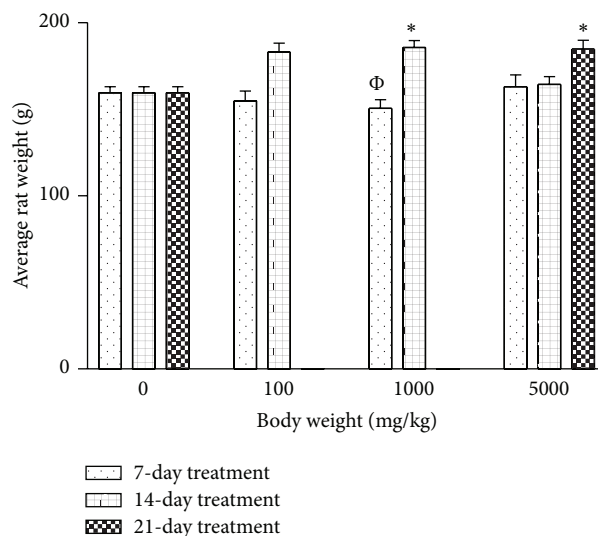 200
100
0
Average rat weight (g)
Φ
*
*
0 100 1000 5000
Body weight (mg/kg)
7-day treatment
14-day treatment
21-day treatment